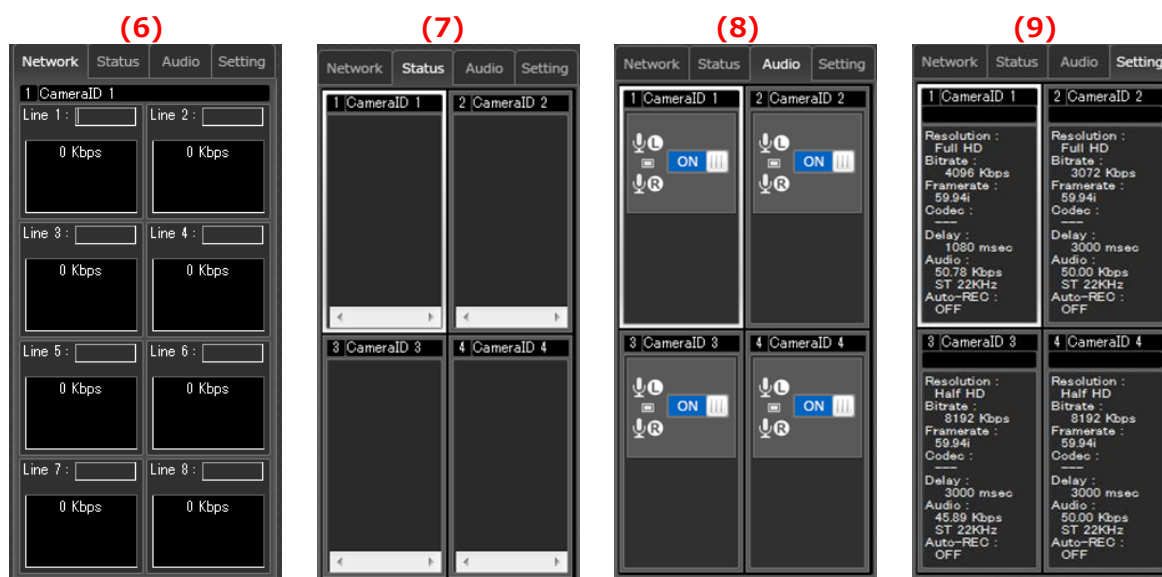 (6)
Network Status Audio Setting
1 CameraID 1
Line 1 : Line 2 :
0 Kbps 0 Kbps
Line 3 : Line 4 :
0 Kbps 0 Kbps
Line 5 : Line 6 :
0 Kbps 0 Kbps
Line 7 : Line 8 :
0 Kbps 0 Kbps
(7)
Network Status Audio Setting
1 CameraID 1 2 CameraID 2
3 CameraID 3 4 CameraID 4
(8)
Network Status Audio Setting
1 CameraID 1 2 CameraID 2
L L
ON ON
R R
3 CameraID 3 4 CameraID 4
L L
ON ON
R R
(9)
Network Status Audio Setting
1 CameraID 1
Resolution :
Full HD
Bitrate :
4096 Kbps
Framerate :
59.94i
Codec :
---
Delay :
1080 msec
Audio :
50.78 Kbps
ST 22KHz
Auto-REC :
OFF
2 CameraID 2
Resolution :
Full HD
Bitrate :
3072 Kbps
Framerate :
59.94i
Codec :
---
Delay :
3000 msec
Audio :
50.00 Kbps
ST 22KHz
Auto-REC :
OFF
3 CameraID 3
Resolution :
Half HD
Bitrate :
8192 Kbps
Framerate :
59.94i
Codec :
---
Delay :
3000 msec
Audio :
45.89 Kbps
ST 22KHz
Auto-REC :
OFF
4 CameraID 4
Resolution :
Half HD
Bitrate :
8192 Kbps
Framerate :
59.94i
Codec :
---
Delay :
3000 msec
Audio :
50.00 Kbps
ST 22KHz
Auto-REC :
OFF